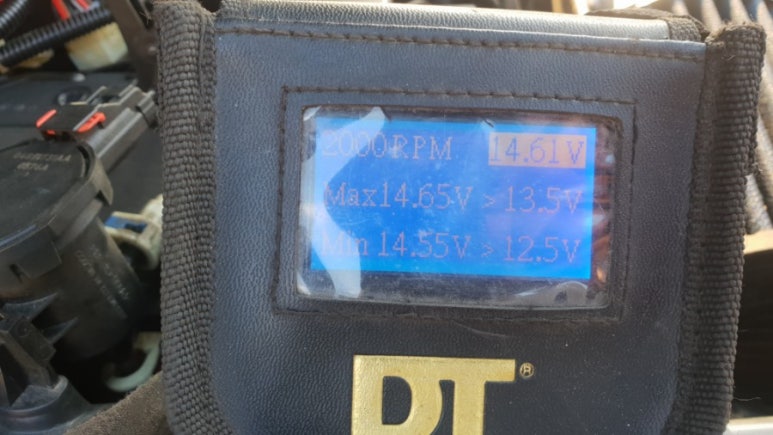 2000RPM 14.61V
Max14.65V > 13.5V
Min 14.55V > 12.5V
DT®